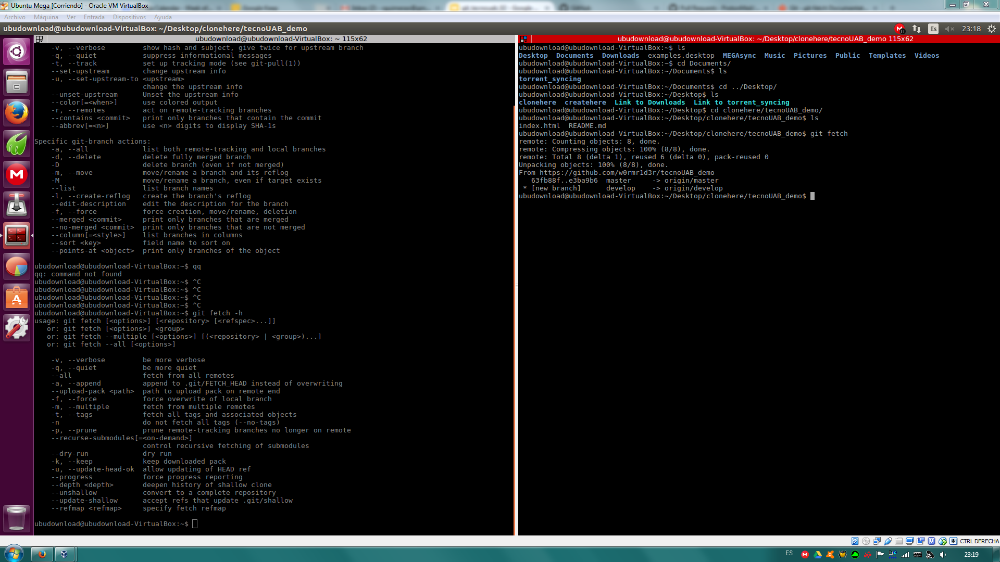 Ubuntu Mega [Corriendo] - Oracle VM VirtualBox
Archivo Máquina Ver Entrada Dispositivos Ayuda
ubudownload@ubudownload-VirtualBox: ~/Desktop/clonehere/tecnoUAB_demo
Es 23:18
ubudownload@ubudownload-VirtualBox: ~ 115x62
-v, --verbose show hash and subject, give twice for upstream branch
-q, --quiet suppress informational messages
-t, --track set up tracking mode (see git-pull(1))
--set-upstream change upstream info
-u, --set-upstream-to <upstream>
change the upstream info
--unset-upstream Unset the upstream info
--color[=<when>] use colored output
-r, --remotes act on remote-tracking branches
--contains <commit> print only branches that contain the commit
--abbrev[=<n>] use <n> digits to display SHA-1s
Specific git-branch actions:
-a, --all list both remote-tracking and local branches
-d, --delete delete fully merged branch
-D delete branch (even if not merged)
-m, --move move/rename a branch and its reflog
-M move/rename a branch, even if target exists
--list list branch names
-l, --create-reflog create the branch's reflog
--edit-description edit the description for the branch
-f, --force force creation, move/rename, deletion
--merged <commit> print only branches that are merged
--no-merged <commit> print only branches that are not merged
--column[=<style>] list branches in columns
--sort <key> field name to sort on
--points-at <object> print only branches of the object
ubudownload@ubudownload-VirtualBox:~$ qq
qq: command not found
ubudownload@ubudownload-VirtualBox:~$ ^C
ubudownload@ubudownload-VirtualBox:~$ ^C
ubudownload@ubudownload-VirtualBox:~$ ^C
ubudownload@ubudownload-VirtualBox:~$ ^C
ubudownload@ubudownload-VirtualBox:~$ git fetch -h
usage: git fetch [<options>] [<repository> [<refspec>...]]
or: git fetch [<options>] <group>
or: git fetch --multiple [<options>] [(<repository> | <group>)...]
or: git fetch --all [<options>]
-v, --verbose be more verbose
-q, --quiet be more quiet
--all fetch from all remotes
-a, --append append to .git/FETCH_HEAD instead of overwriting
--upload-pack <path> path to upload pack on remote end
-f, --force force overwrite of local branch
-m, --multiple fetch from multiple remotes
-t, --tags fetch all tags and associated objects
-n do not fetch all tags (--no-tags)
-p, --prune prune remote-tracking branches no longer on remote
--recurse-submodules[=<on-demand>]
control recursive fetching of submodules
--dry-run dry run
-k, --keep keep downloaded pack
-u, --update-head-ok allow updating of HEAD ref
--progress force progress reporting
--depth <depth> deepen history of shallow clone
--unshallow convert to a complete repository
--update-shallow accept refs that update .git/shallow
--refmap <refmap> specify fetch refmap
ubudownload@ubudownload-VirtualBox:~$
ubudownload@ubudownload-VirtualBox: ~/Desktop/clonehere/tecnoUAB_demo 115x62
ubudownload@ubudownload-VirtualBox:~$ ls
Desktop Documents Downloads examples.desktop MEGAsync Music Pictures Public Templates Videos
ubudownload@ubudownload-VirtualBox:~$ cd Documents/
ubudownload@ubudownload-VirtualBox:~/Documents$ ls
torrent_syncing
ubudownload@ubudownload-VirtualBox:~/Documents$ cd ../Desktop/
ubudownload@ubudownload-VirtualBox:~/Desktop$ ls
clonehere createhere Link to Downloads Link to torrent_syncing
ubudownload@ubudownload-VirtualBox:~/Desktop$ cd clonehere/tecnoUAB_demo/
ubudownload@ubudownload-VirtualBox:~/Desktop/clonehere/tecnoUAB_demo$ ls
index.html README.md
ubudownload@ubudownload-VirtualBox:~/Desktop/clonehere/tecnoUAB_demo$ git fetch
remote: Counting objects: 8, done.
remote: Compressing objects: 100% (8/8), done.
remote: Total 8 (delta 1), reused 6 (delta 0), pack-reused 0
Unpacking objects: 100% (8/8), done.
From https://github.com/w0rmr1d3r/tecnoUAB_demo
63fb88f..e3ba9b6 master -> origin/master
* [new branch] develop -> origin/develop
ubudownload@ubudownload-VirtualBox:~/Desktop/clonehere/tecnoUAB_demo$
CTRL DERECHA
ES 23:19